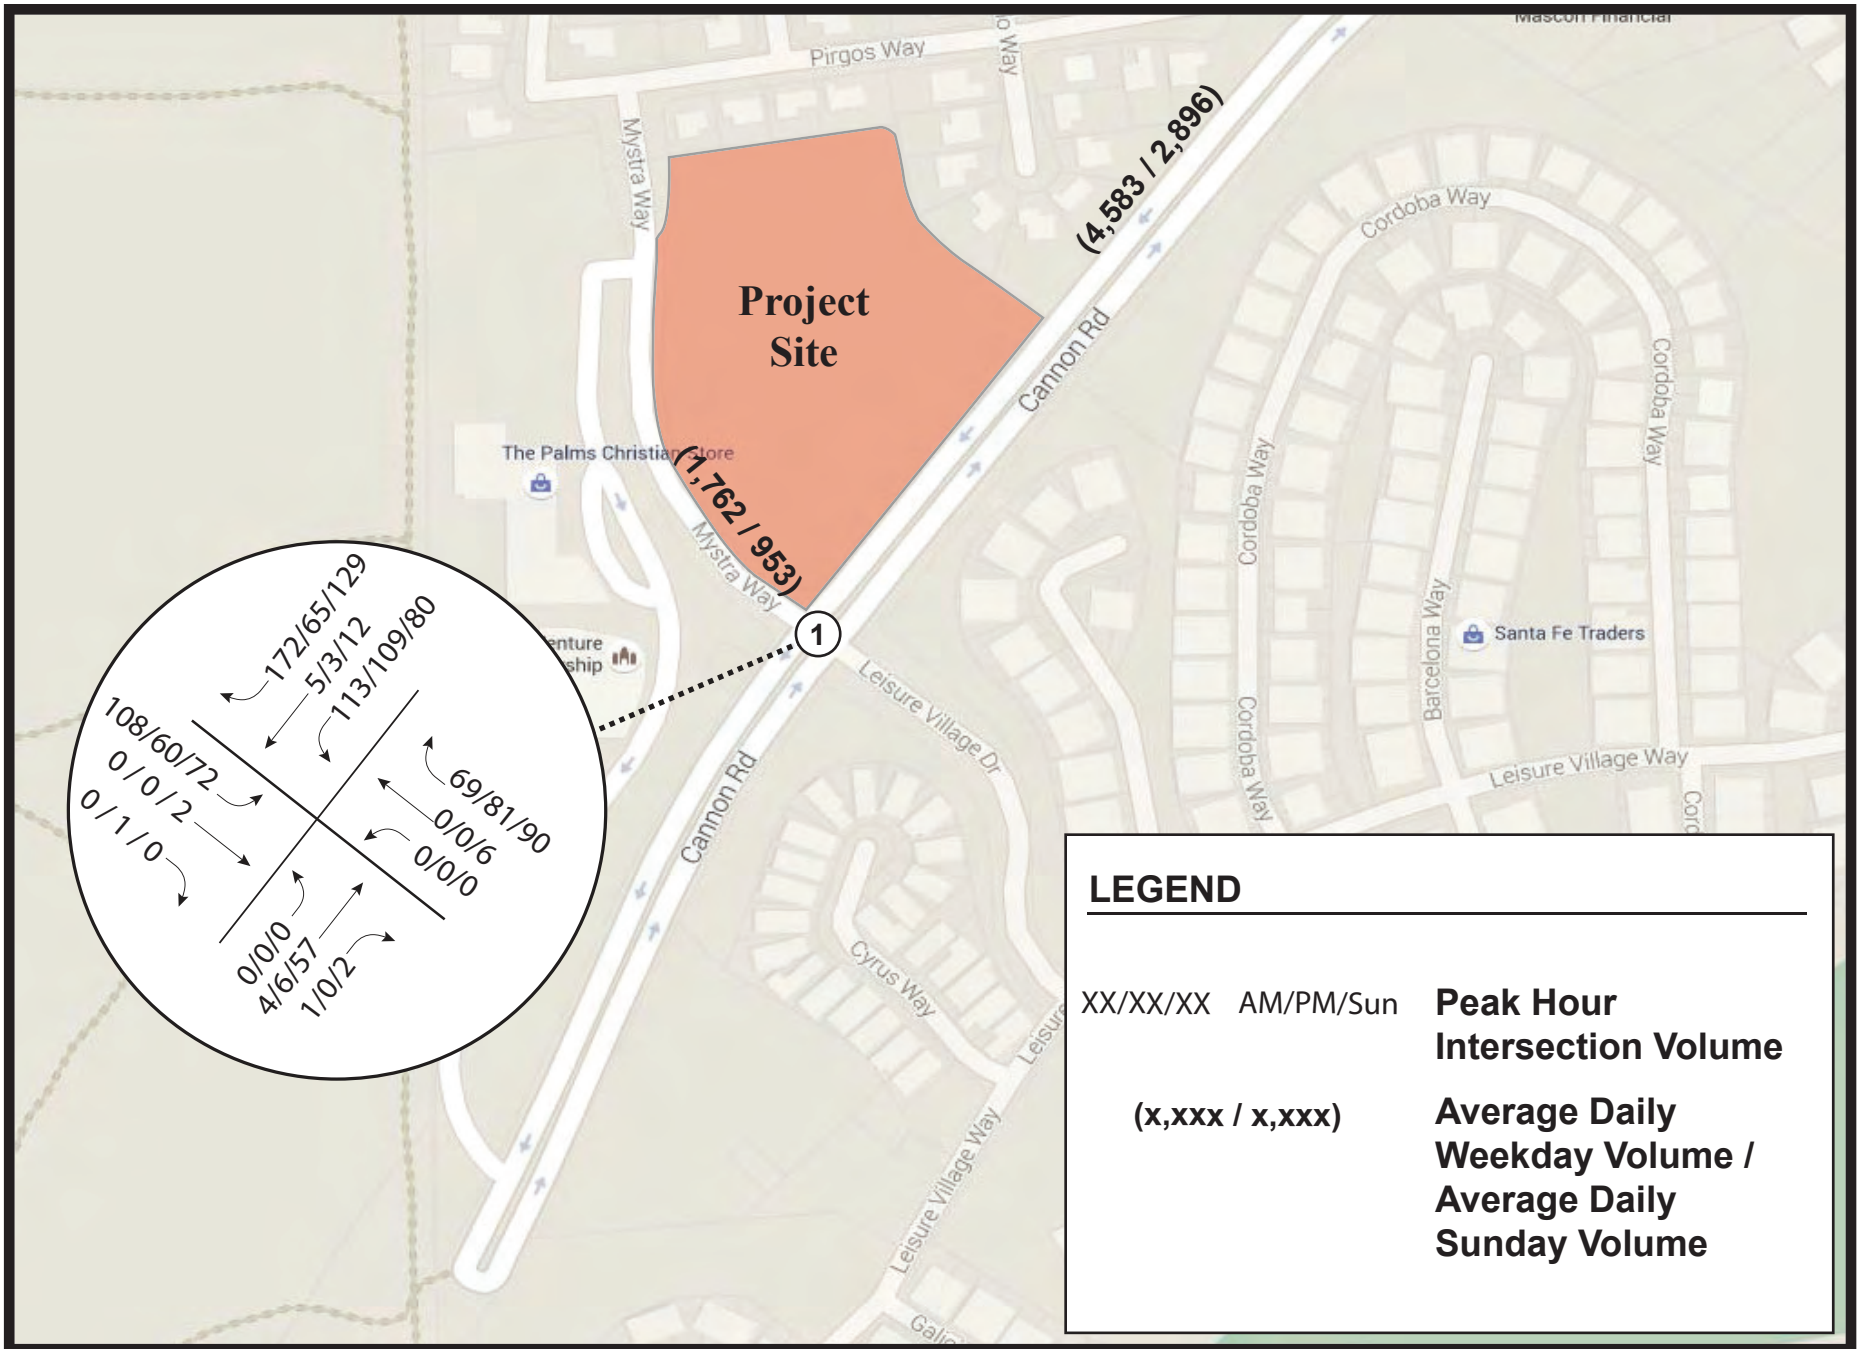 Mascon Financial
Pirgos Way
Way
Mystra Way
(4,583 / 2,896)
Cordoba Way
Project
Site
Cannon Rd
Cordoba Way
The Palms Christian Store
(1,762 / 953)
Mystra Way
Cordoba Way
1
Barcelona Way
Santa Fe Traders
Leisure Village Dr
Cordoba Way
Leisure Village Way
Cannon Rd
Cyrus Way
Leisure Village Way
172/65/129
5/3/12
113/109/80
108/60/72
0 / 0 / 2
0 / 1 / 0
69/81/90
0/0/6
0/0/0
0/0/0
4/6/57
1/0/2
LEGEND
XX/XX/XX AM/PM/Sun Peak Hour
Intersection Volume
(x,xxx / x,xxx) Average Daily
Weekday Volume /
Average Daily
Sunday Volume